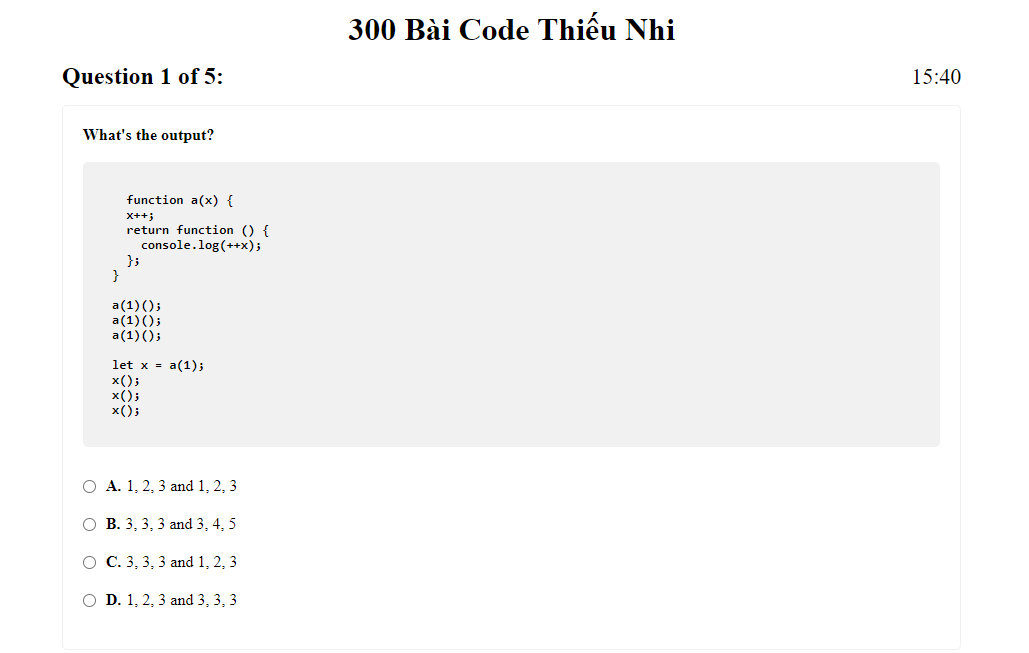 300 Bài Code Thiếu Nhi
Question 1 of 5:
15:40
What's the output?
function a(x) {
x++;
return function () {
console.log(++x);
};
}
a(1)();
a(1)();
a(1)();
let x = a(1);
x();
x();
x();
A. 1, 2, 3 and 1, 2, 3
B. 3, 3, 3 and 3, 4, 5
C. 3, 3, 3 and 1, 2, 3
D. 1, 2, 3 and 3, 3, 3